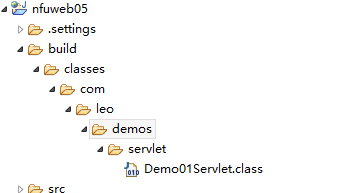 nfuweb05
.settings
build
classes
com
leo
demos
servlet
Demo01Servlet.class
src